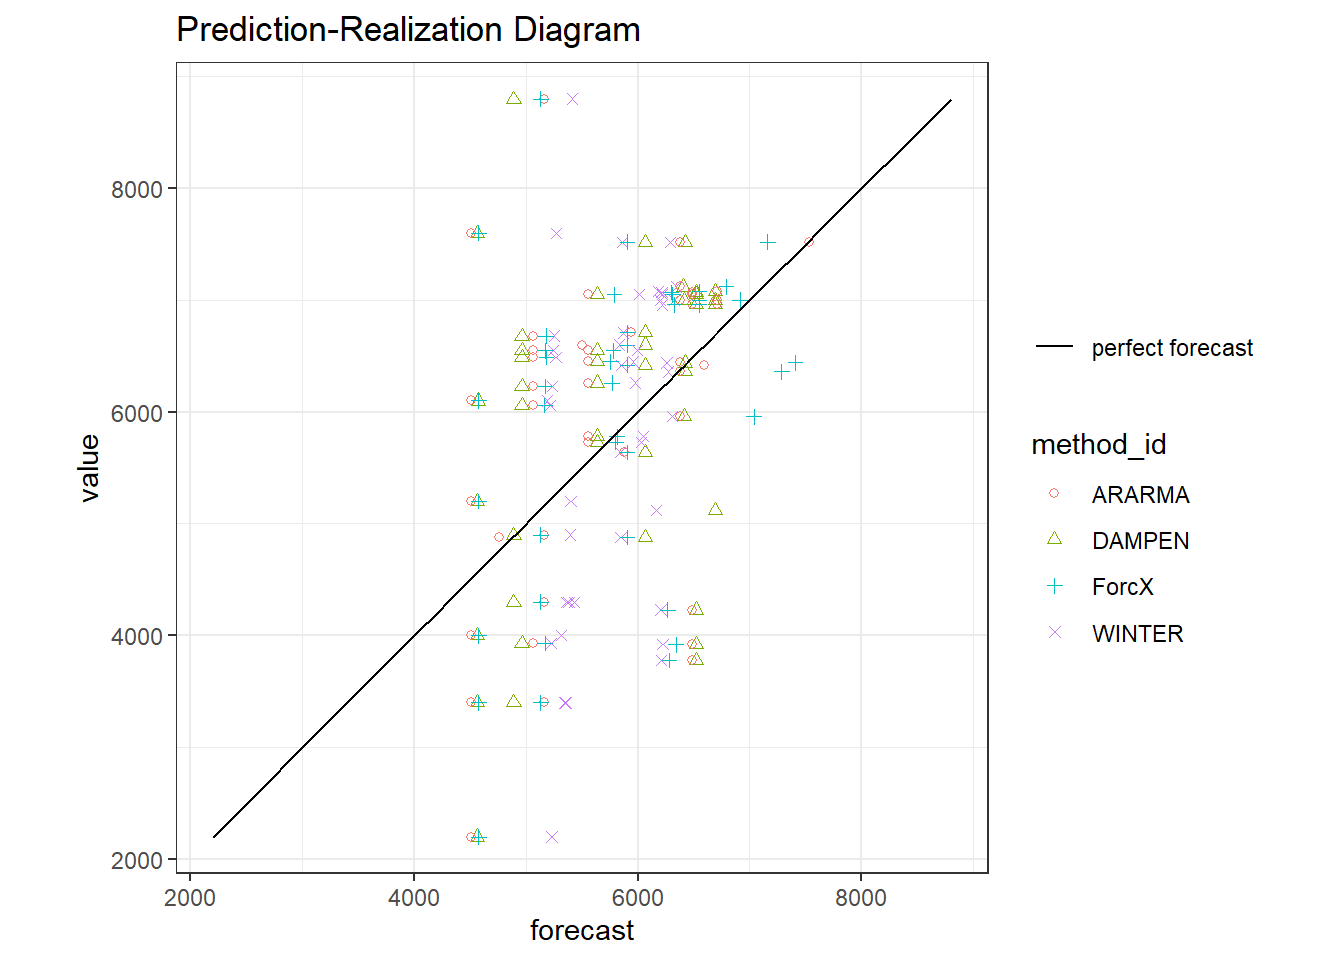 Prediction-Realization Diagram
value
8000
6000
4000
2000
2000 4000 6000 8000
forecast
perfect forecast
method_id
ARARMA
DAMPEN
ForcX
WINTER